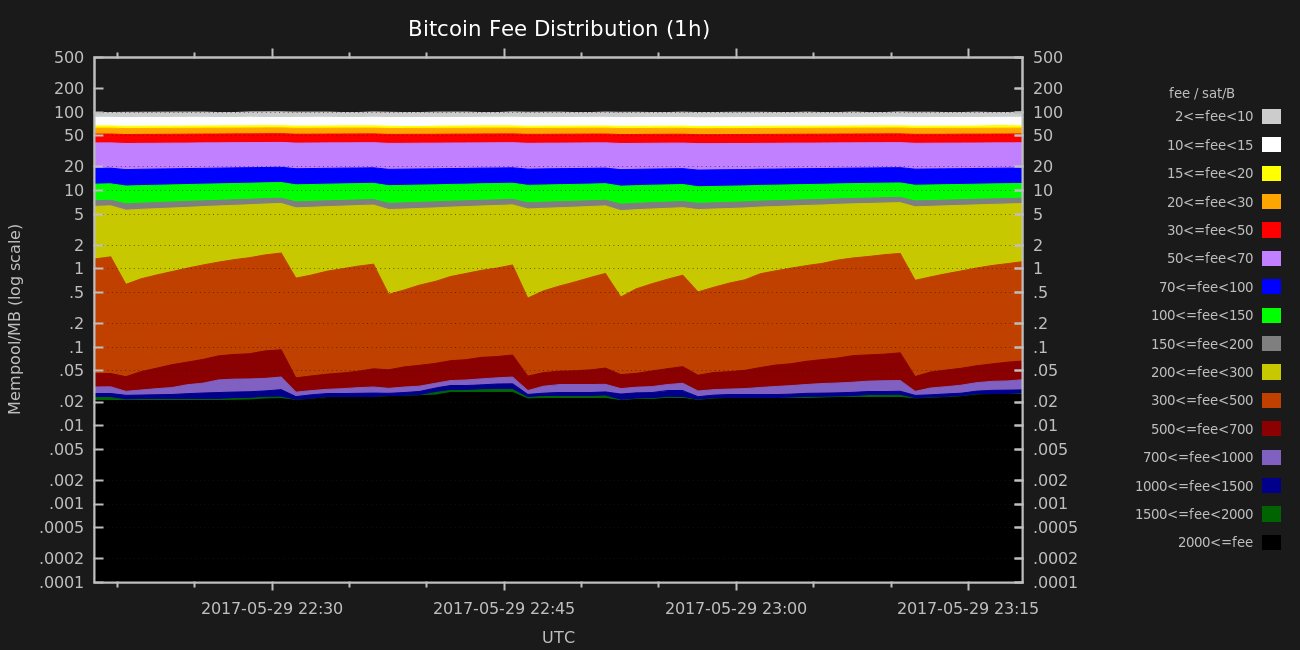 Bitcoin Fee Distribution (1h)
500
200
100
50
20
10
5
2
1
.5
.2
.1
.05
.02
.01
.005
.002
.001
.0005
.0002
.0001
Mempool/MB (log scale)
500
200
100
50
20
10
5
2
1
.5
.2
.1
.05
.02
.01
.005
.002
.001
.0005
.0002
.0001
2017-05-29 22:30
2017-05-29 22:45
2017-05-29 23:00
2017-05-29 23:15
UTC
fee / sat/B
2<=fee<10
10<=fee<15
15<=fee<20
20<=fee<30
30<=fee<50
50<=fee<70
70<=fee<100
100<=fee<150
150<=fee<200
200<=fee<300
300<=fee<500
500<=fee<700
700<=fee<1000
1000<=fee<1500
1500<=fee<2000
2000<=fee